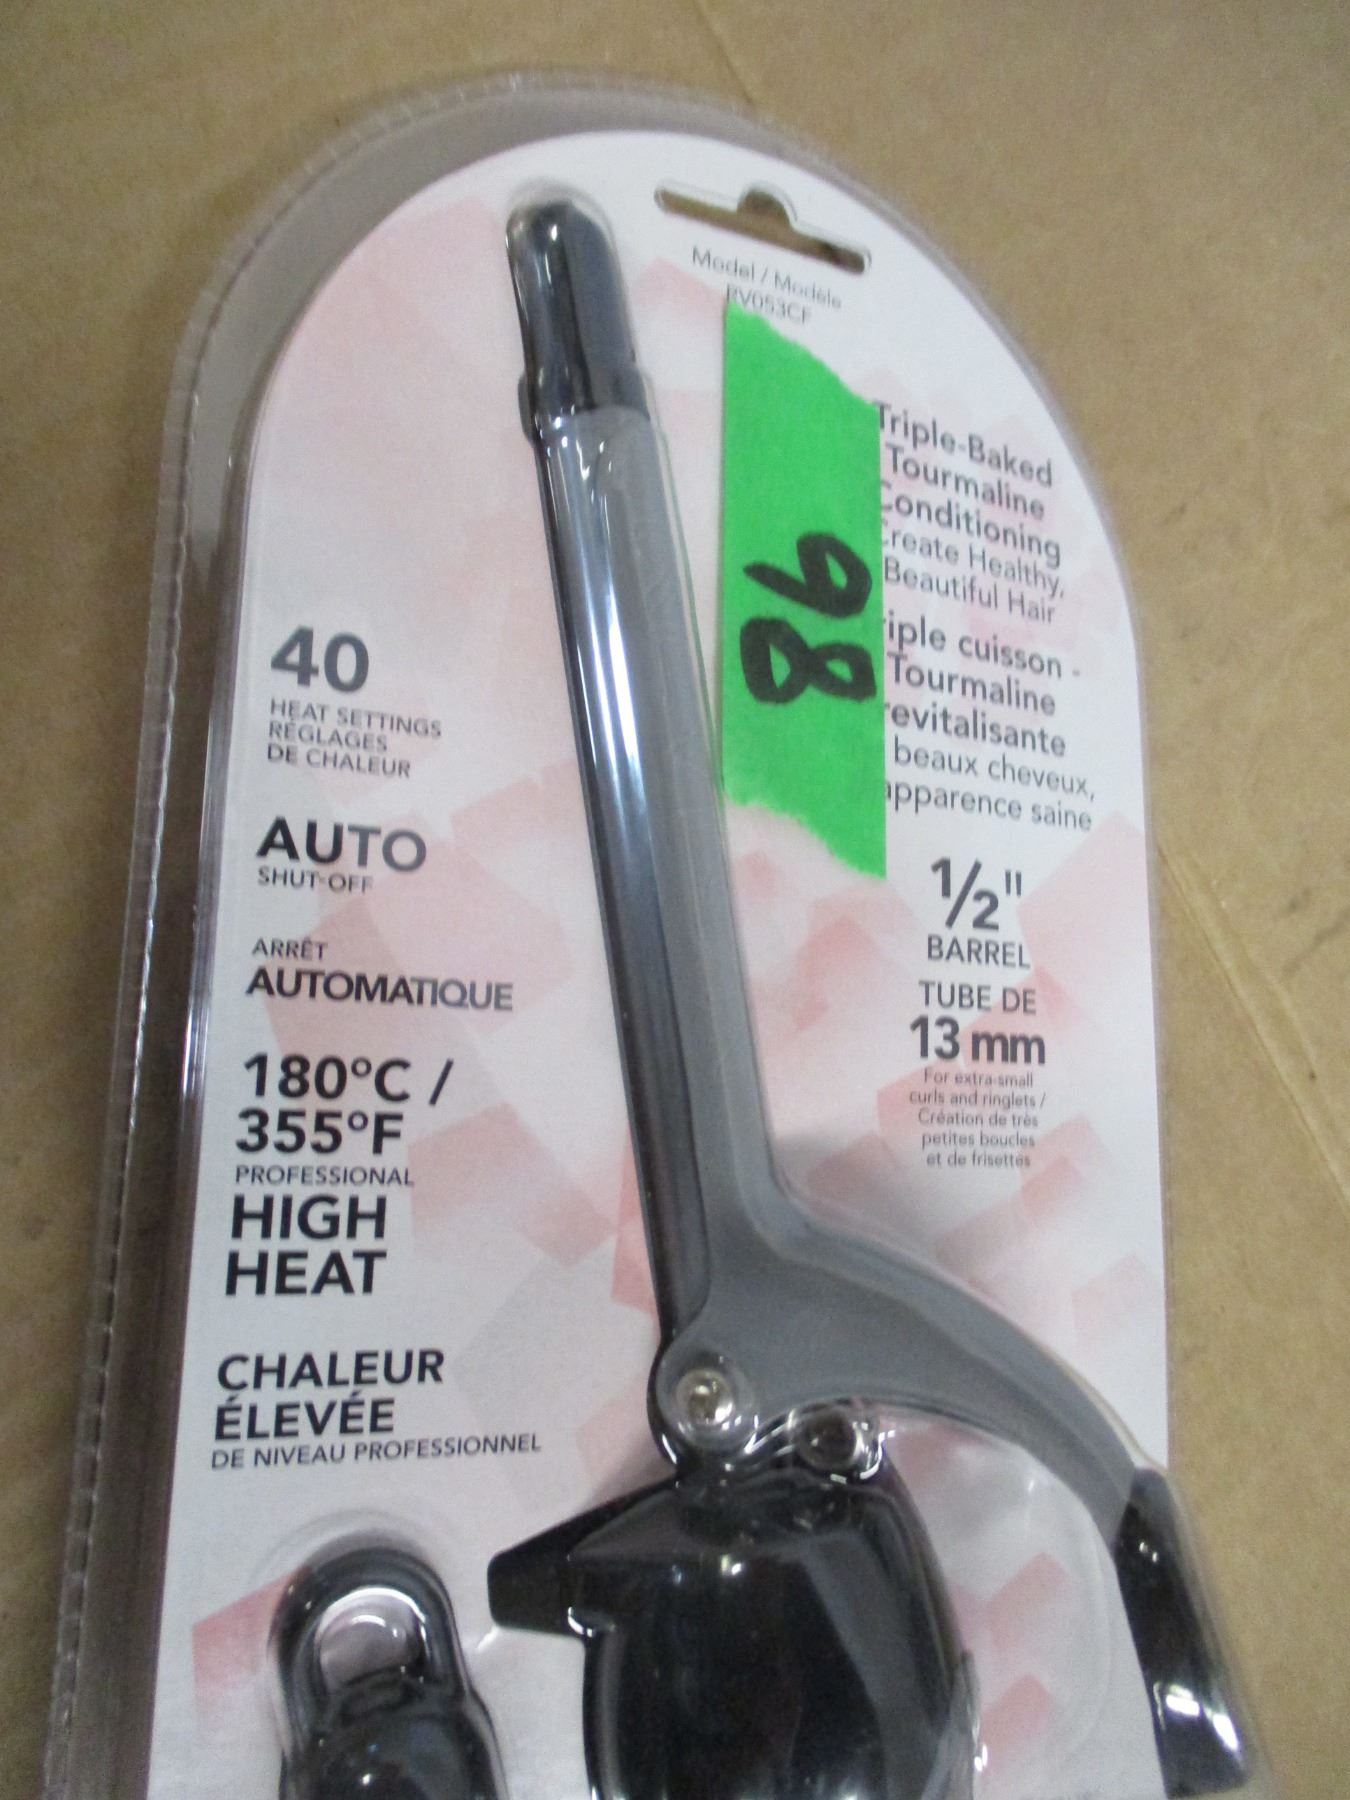 Model / Modèle
RV053CF
Triple-Baked
Tourmaline
Conditioning
Create Healthy,
Beautiful Hair
riple cuisson -
Tourmaline
revitalisante
beaux cheveux,
apparence saine
86
1/2"
BARREL
TUBE DE
13 mm
For extra-small
curls and ringlets /
Création de très
petites boucles
et de frisettes
40
HEAT SETTINGS
RÉGLAGES
DE CHALEUR
AUTO
SHUT-OFF
ARRÊT
AUTOMATIQUE
180°C /
355°F
PROFESSIONAL
HIGH
HEAT
CHALEUR
ÉLEVÉE
DE NIVEAU PROFESSIONNEL